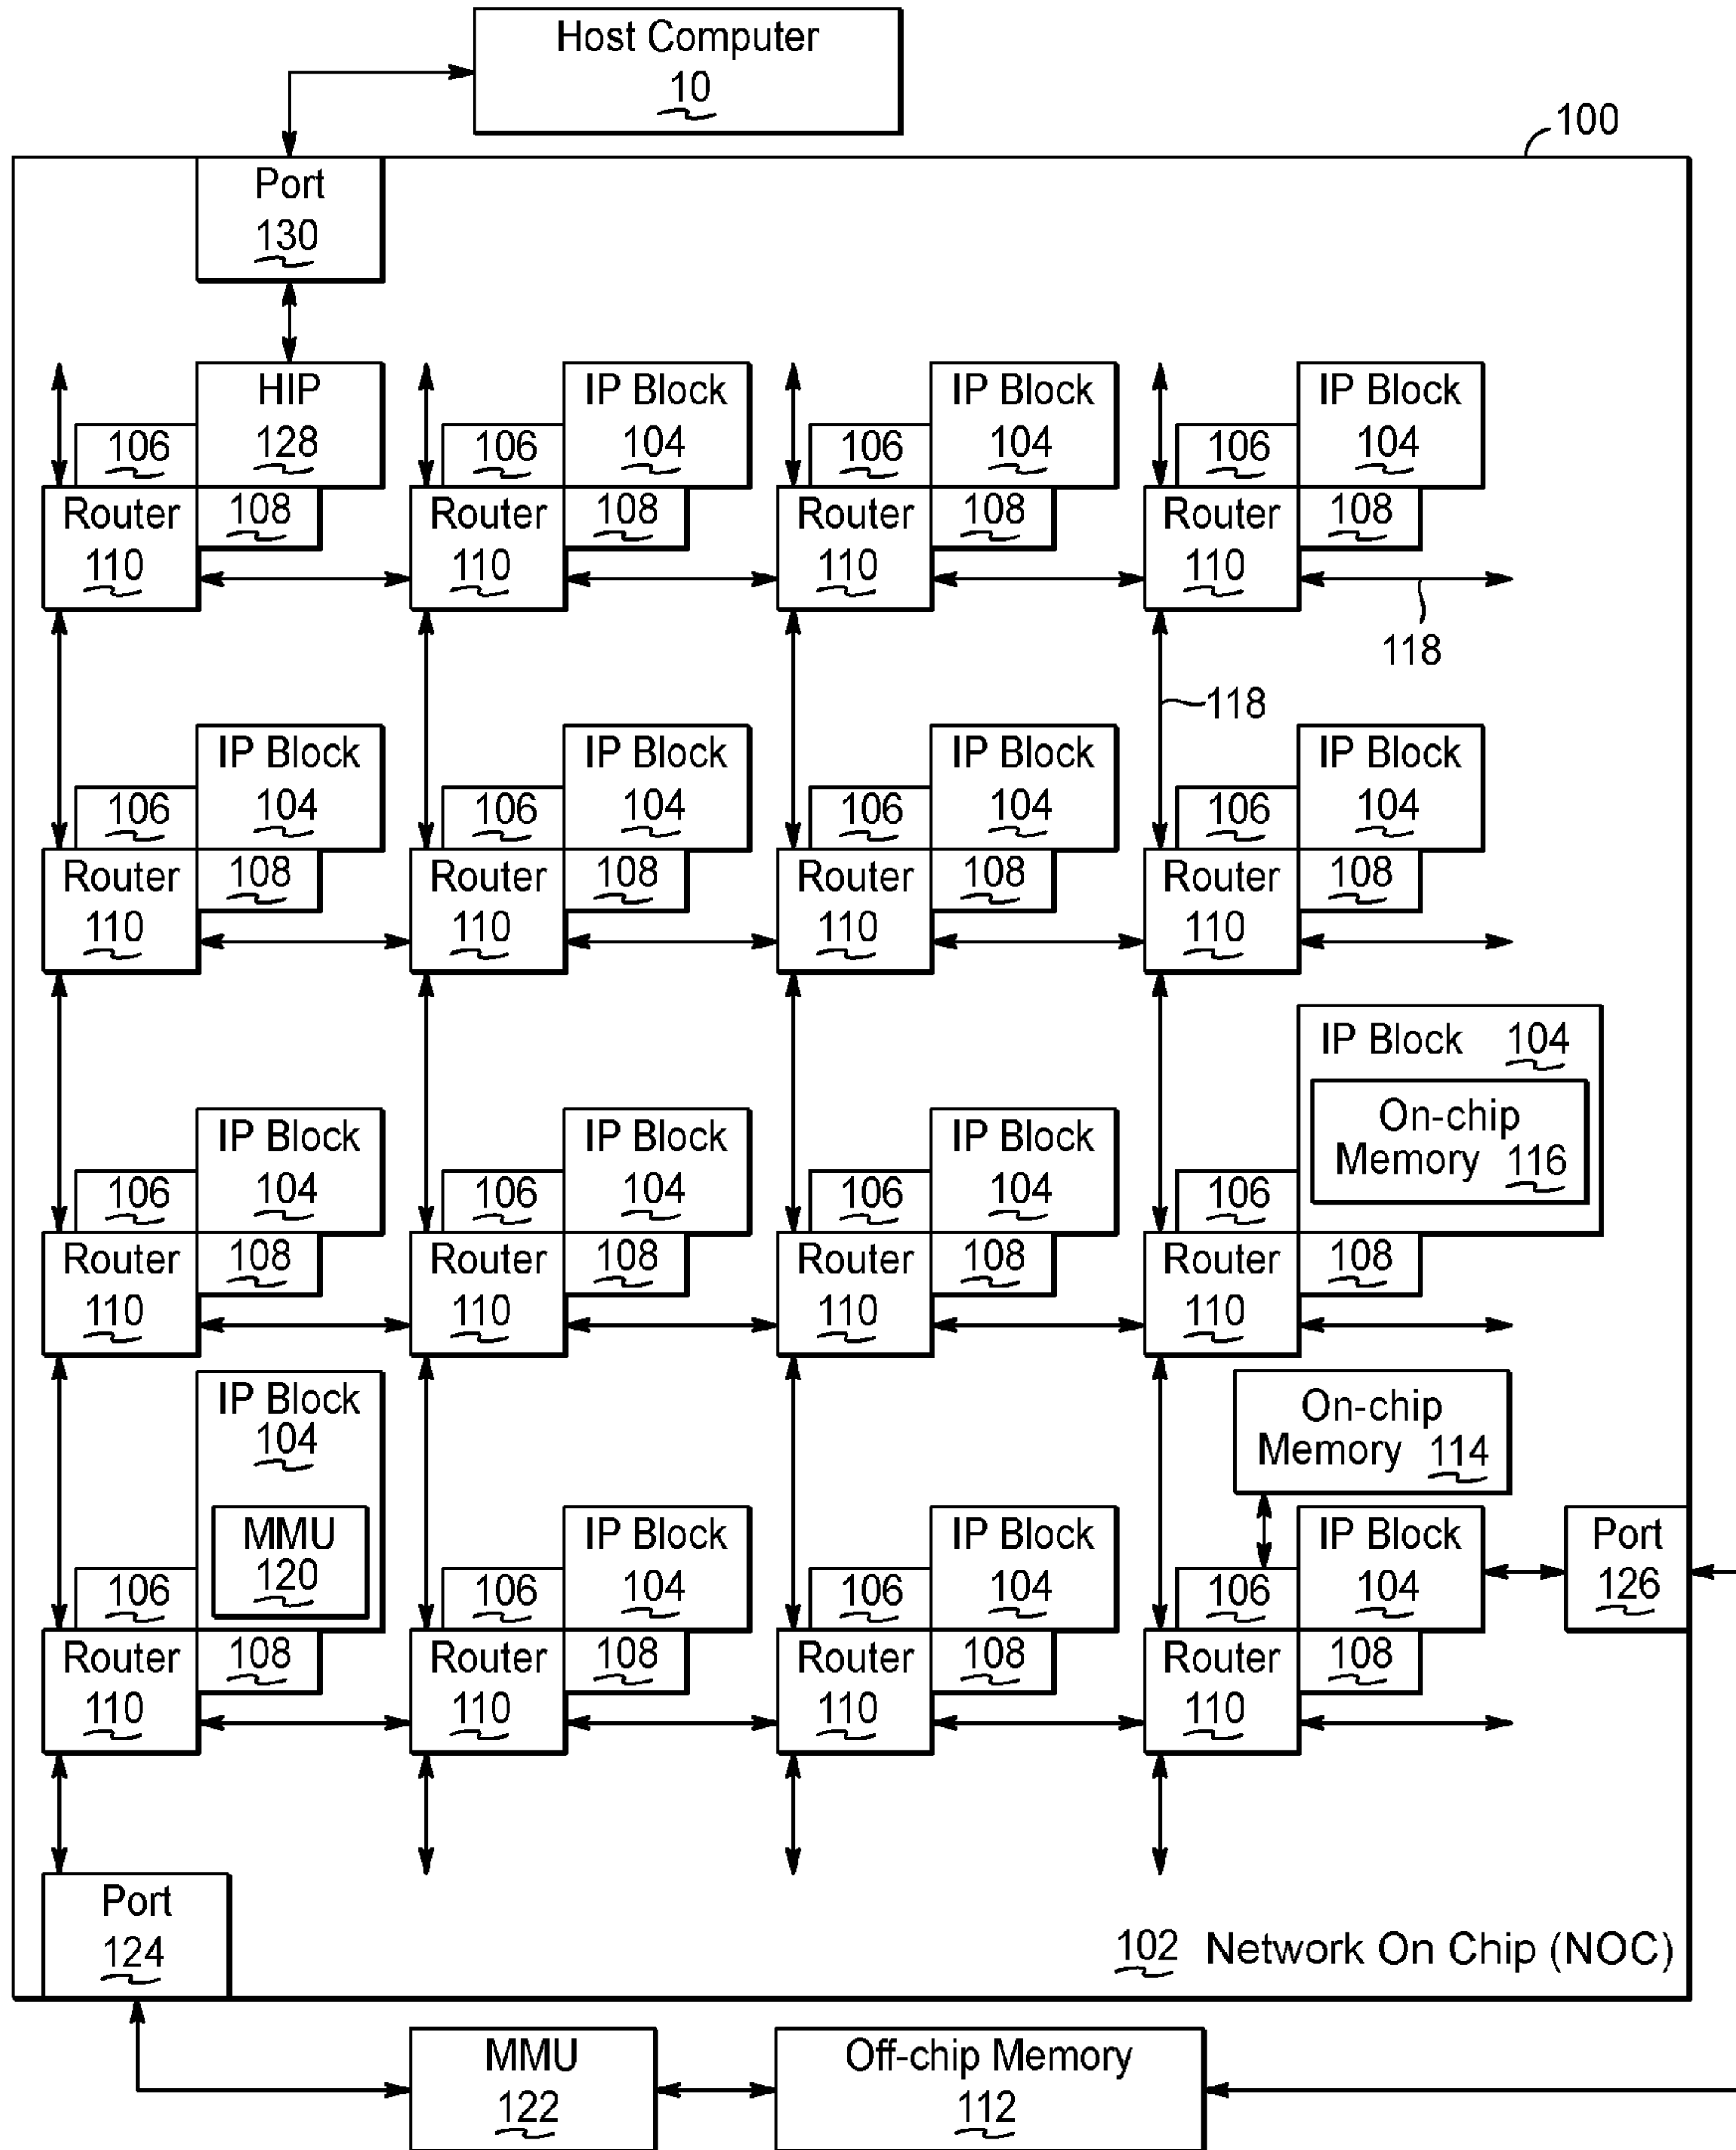 Host Computer
10
100
Port
130
HIP
128
106
Router
110
108
IP Block
104
106
Router
110
108
IP Block
104
106
Router
110
108
IP Block
104
106
Router
110
108
118
118
IP Block
104
106
Router
110
108
IP Block
104
106
Router
110
108
IP Block
104
106
Router
110
108
IP Block
104
106
Router
110
108
IP Block
104
106
Router
110
108
IP Block
104
106
Router
110
108
IP Block
104
106
Router
110
108
IP Block 104
On-chip
Memory 116
106
Router
110
108
IP Block
104
MMU
120
106
Router
110
108
IP Block
104
106
Router
110
108
IP Block
104
106
Router
110
108
On-chip
Memory 114
IP Block
104
106
Router
110
108
Port
126
Port
124
102 Network On Chip (NOC)
MMU
122
Off-chip Memory
112